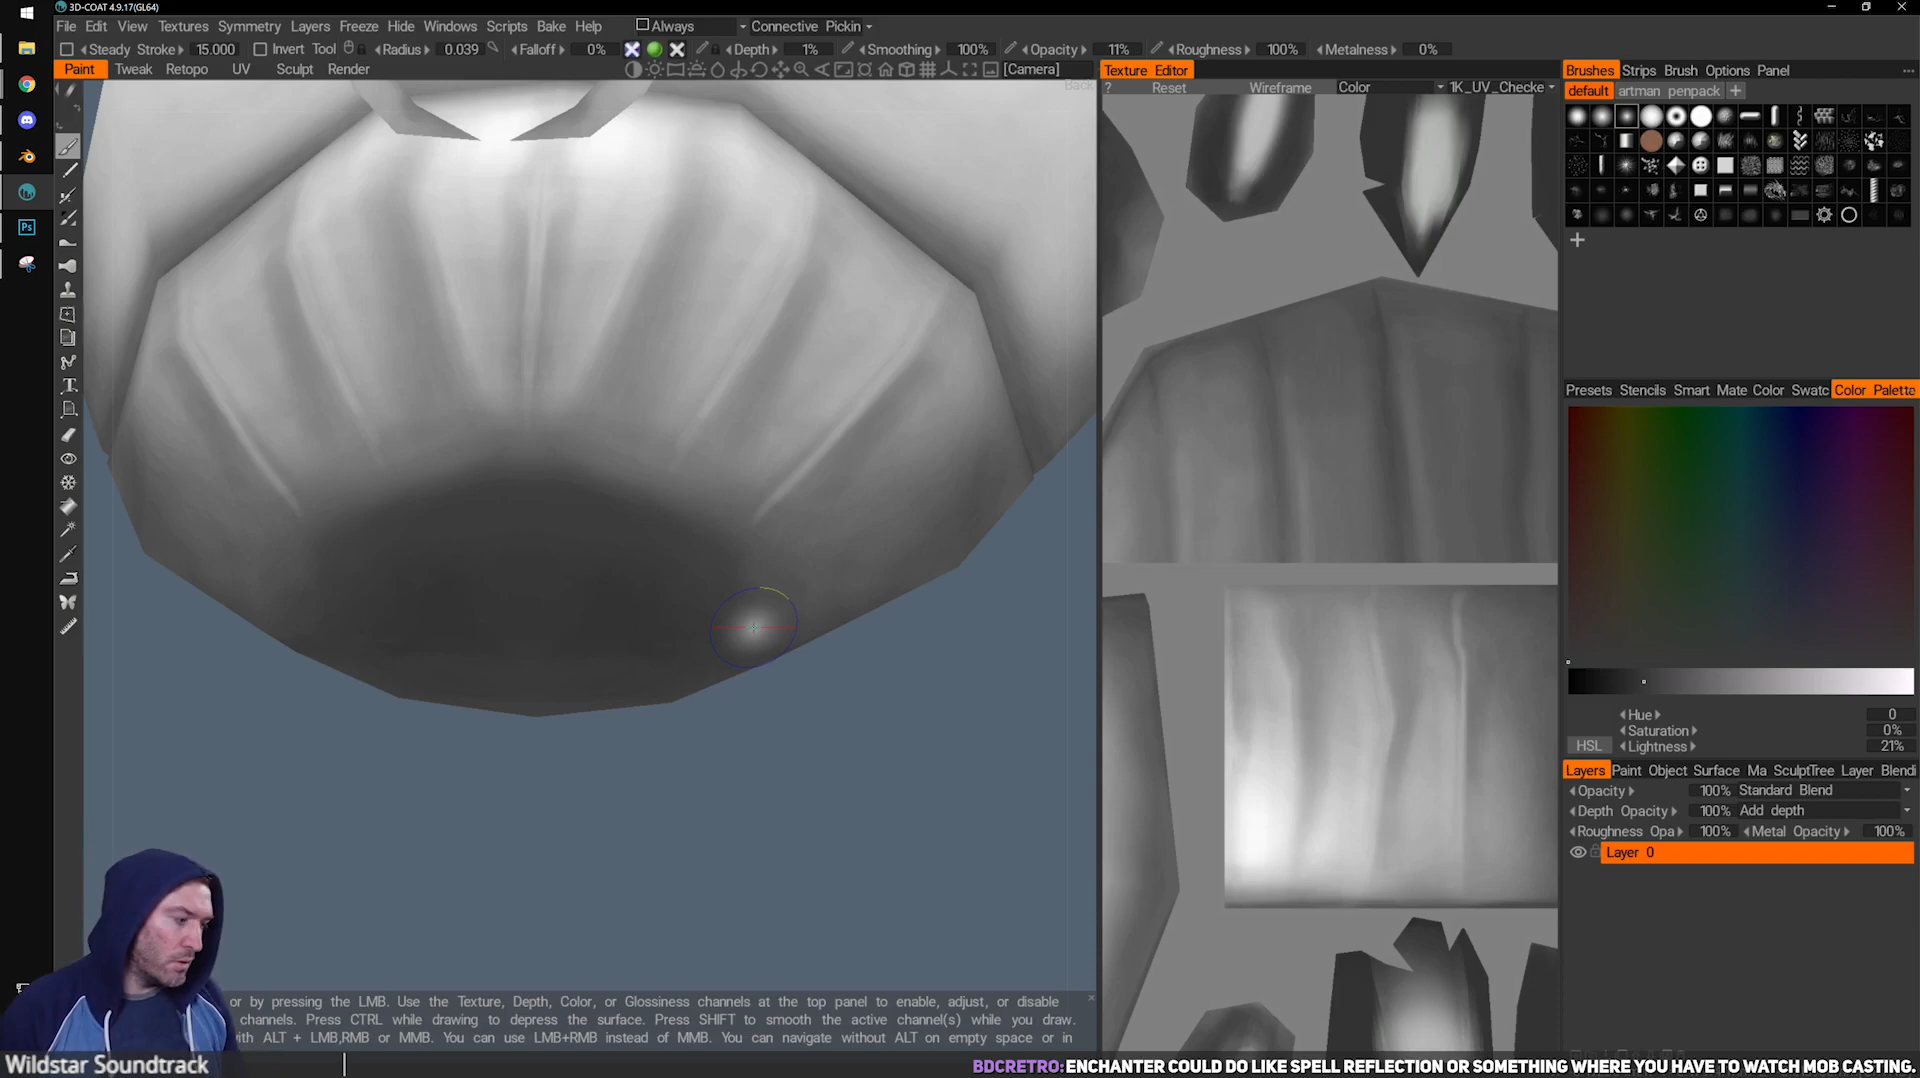 3D-COAT 4.9.17(GL64)
File Edit View Textures Symmetry Layers Freeze Hide Windows Scripts Bake Help Always Connective Pickin
Steady Stroke 15.000 Invert Tool Radius 0.039 Falloff 0% Depth 1% Smoothing 100% Opacity 11% Roughness 100% Metalness 0%
Paint Tweak Retopo UV Sculpt Render [Camera] Texture Editor Brushes Strips Brush Options Panel
Back ? Reset Wireframe Color 1K_UV_Checke default artman penpack +
Presets Stencils Smart Mate Color Swatc Color Palette
Hue 0
Saturation 0%
HSL Lightness 21%
Layers Paint Object Surface Ma SculptTree Layer Blendi
Opacity 100% Standard Blend
Depth Opacity 100% Add depth
Roughness Opa 100% Metal Opacity 100%
Layer 0
Ps
or by pressing the LMB. Use the Texture, Depth, Color, or Glossiness channels at the top panel to enable, adjust, or disable
channels. Press CTRL while drawing to depress the surface. Press SHIFT to smooth the active channel(s) while you draw.
ith ALT + LMB,RMB or MMB. You can use LMB+RMB instead of MMB. You can navigate without ALT on empty space or in
Wildstar Soundtrack
BDCRETRO: ENCHANTER COULD DO LIKE SPELL REFLECTION OR SOMETHING WHERE YOU HAVE TO WATCH MOB CASTING.